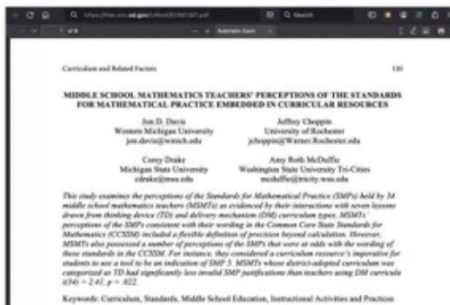 Search
Automatic Zoom
Curriculum and Related Factors 120
MIDDLE SCHOOL MATHEMATICS TEACHERS' PERCEPTIONS OF THE STANDARDS
FOR MATHEMATICAL PRACTICE EMBEDDED IN CURRICULAR RESOURCES
Jon D. Davis Jeffrey Choppin
Western Michigan University University of Rochester
jon.davis@wmich.edu jchoppin@Warner.Rochester.edu
Corey Drake Amy Roth McDuffie
Michigan State University Washington State University Tri-Cities
cdrake@msu.edu mcduffie@tricity.wsu.edu
This study examines the perceptions of the Standards for Mathematical Practice (SMPs) held by 34
middle school mathematics teachers (MSMTs) as evidenced by their interactions with seven lessons
drawn from thinking device (TD) and delivery mechanism (DM) curriculum types. MSMTs'
perceptions of the SMPs consistent with their wording in the Common Core State Standards for
Mathematics (CCSSM) included a flexible definition of precision beyond calculation. However,
MSMTs also possessed a number of perceptions of the SMPs that were at odds with the wording of
these standards in the CCSSM. For instance, they considered a curriculum resource's imperative for
students to use a tool to be an indication of SMP 5. MSMTs whose district-adopted curriculum was
categorized as TD had significantly less invalid SMP justifications than teachers using DM curricula
t(34) = 2.41, p = .022.
Keywords: Curriculum, Standards, Middle School Education, Instructional Activities and Practices